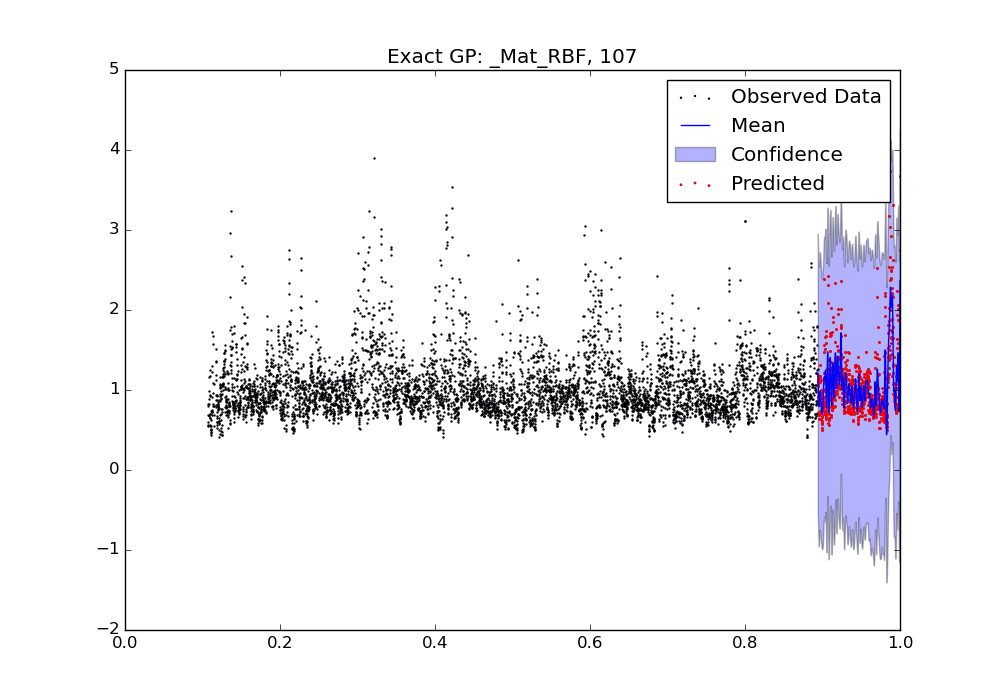 Exact GP: _Mat_RBF, 107
5
4
3
2
1
0
−1
−2
0.0 0.2 0.4 0.6 0.8 1.0
Observed Data
Mean
Confidence
Predicted